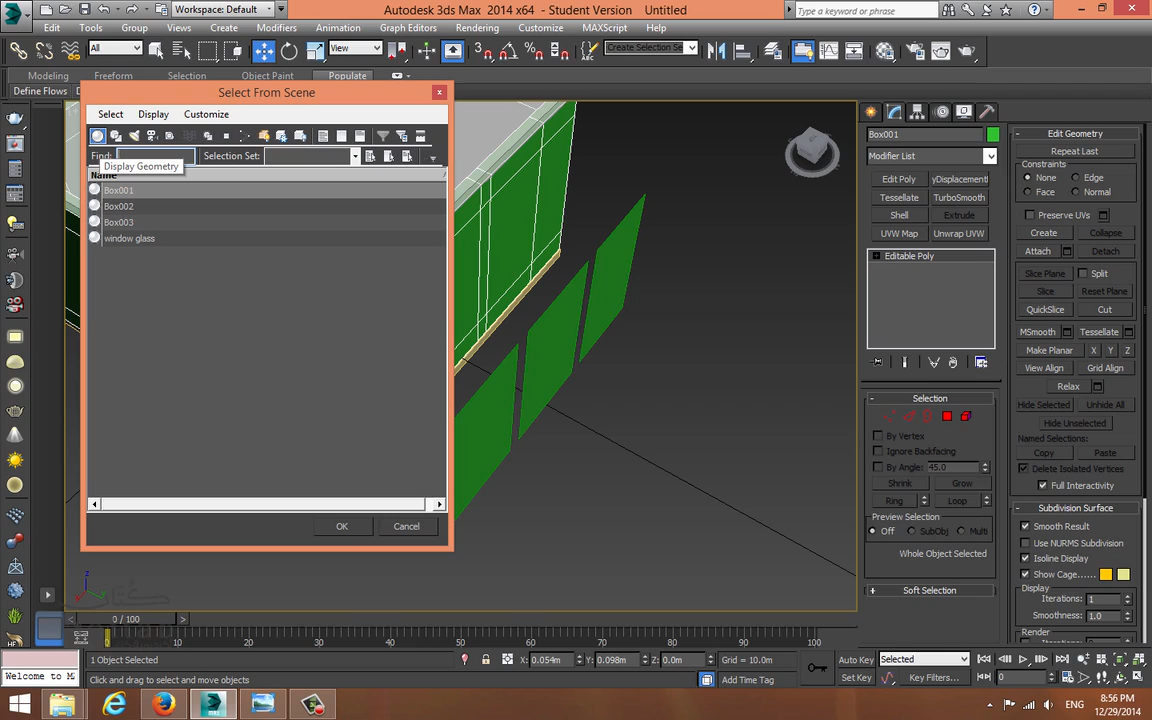 Workspace: Default
Autodesk 3ds Max 2014 x64 - Student Version Untitled
Type a keyword or phrase
Edit Tools Group Views Create Modifiers Animation Graph Editors Rendering Customize MAXScript Help
All
View
Create Selection Se
Modeling Freeform Selection Object Paint Populate
Define Flows
Select From Scene
Select Display Customize
Find: Selection Set:
Display Geometry
Name
Box001
Box002
Box003
window glass
OK Cancel
Box001
Modifier List
Edit Poly yDisplacement
Tessellate TurboSmooth
Shell Extrude
UVW Map Unwrap UVW
Editable Poly
Selection
By Vertex
Ignore Backfacing
By Angle: 45.0
Shrink Grow
Ring Loop
Preview Selection
Off SubObj Multi
Whole Object Selected
Soft Selection
Edit Geometry
Repeat Last
Constraints
None Edge
Face Normal
Preserve UVs
Create Collapse
Attach Detach
Slice Plane Split
Slice Reset Plane
QuickSlice Cut
MSmooth Tessellate
Make Planar X Y Z
View Align Grid Align
Relax
Hide Selected Unhide All
Hide Unselected
Named Selections:
Copy Paste
Delete Isolated Vertices
Full Interactivity
Subdivision Surface
Smooth Result
Use NURMS Subdivision
Isoline Display
Show Cage......
Display
Iterations: 1
Smoothness: 1.0
Render
z
0 / 100
0 10 20 30 40 50 60 70 80 90 100
Welcome to M
1 Object Selected
Click and drag to select and move objects
X: 0.054m Y: 0.098m Z: 0.0m Grid = 10.0m
Add Time Tag
Auto Key Selected
Set Key Key Filters...
0
ENG
8:56 PM
12/29/2014